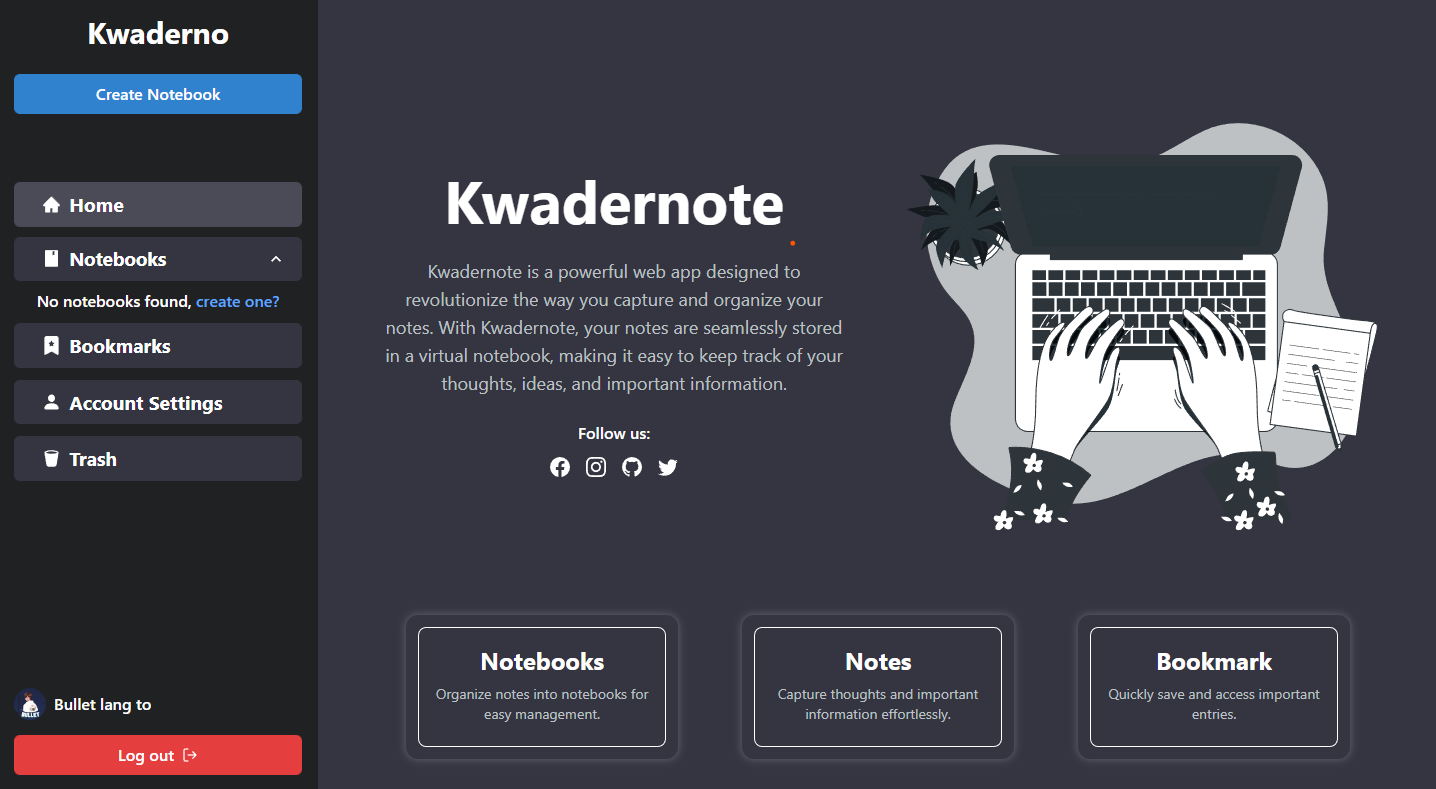 Kwaderno
Create Notebook
Home
Notebooks
No notebooks found, create one?
Bookmarks
Account Settings
Trash
Bullet lang to
BULLET
Log out
Kwadernote
Kwadernote is a powerful web app designed to
revolutionize the way you capture and organize your
notes. With Kwadernote, your notes are seamlessly stored
in a virtual notebook, making it easy to keep track of your
thoughts, ideas, and important information.
Follow us:
Notebooks
Organize notes into notebooks for
easy management.
Notes
Capture thoughts and important
information effortlessly.
Bookmark
Quickly save and access important
entries.